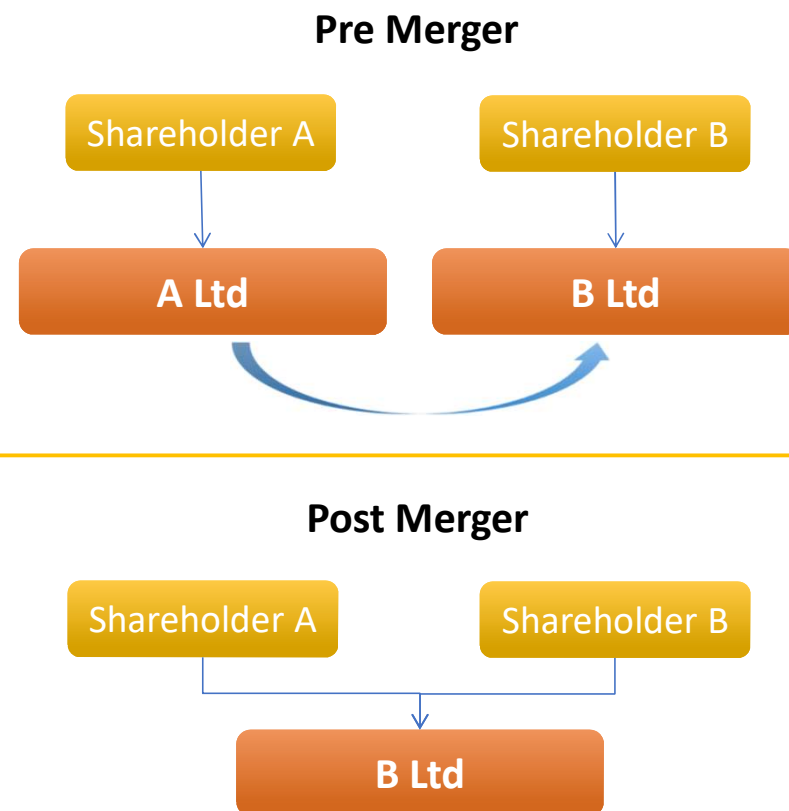 Pre Merger
Shareholder A
Shareholder B
A Ltd
B Ltd
Post Merger
Shareholder A
Shareholder B
B Ltd